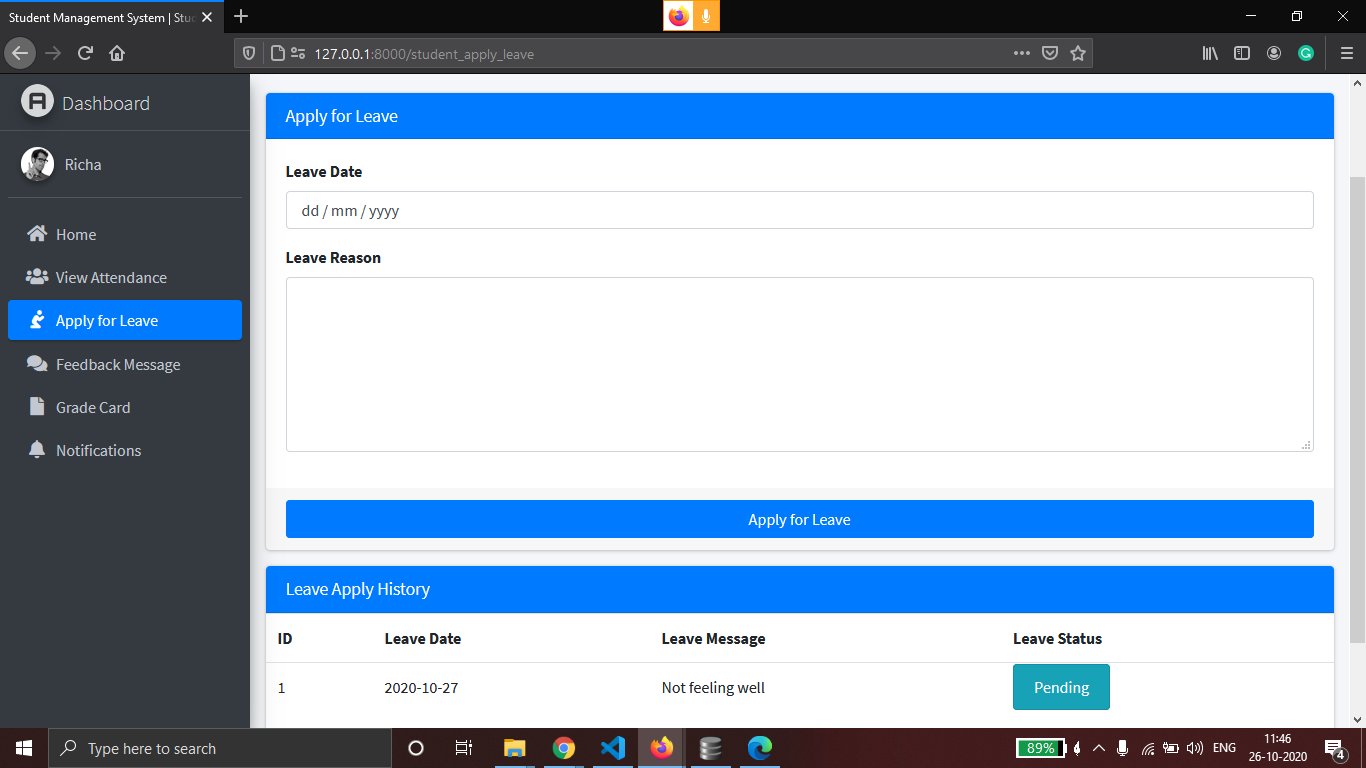 Student Management System | Stu
127.0.0.1:8000/student_apply_leave
Dashboard
Richa
Home
View Attendance
Apply for Leave
Feedback Message
Grade Card
Notifications
Apply for Leave
Leave Date
dd / mm / yyyy
Leave Reason
Apply for Leave
Leave Apply History
ID Leave Date Leave Message Leave Status
1 2020-10-27 Not feeling well Pending
Type here to search
89%
ENG
11:46
26-10-2020
4